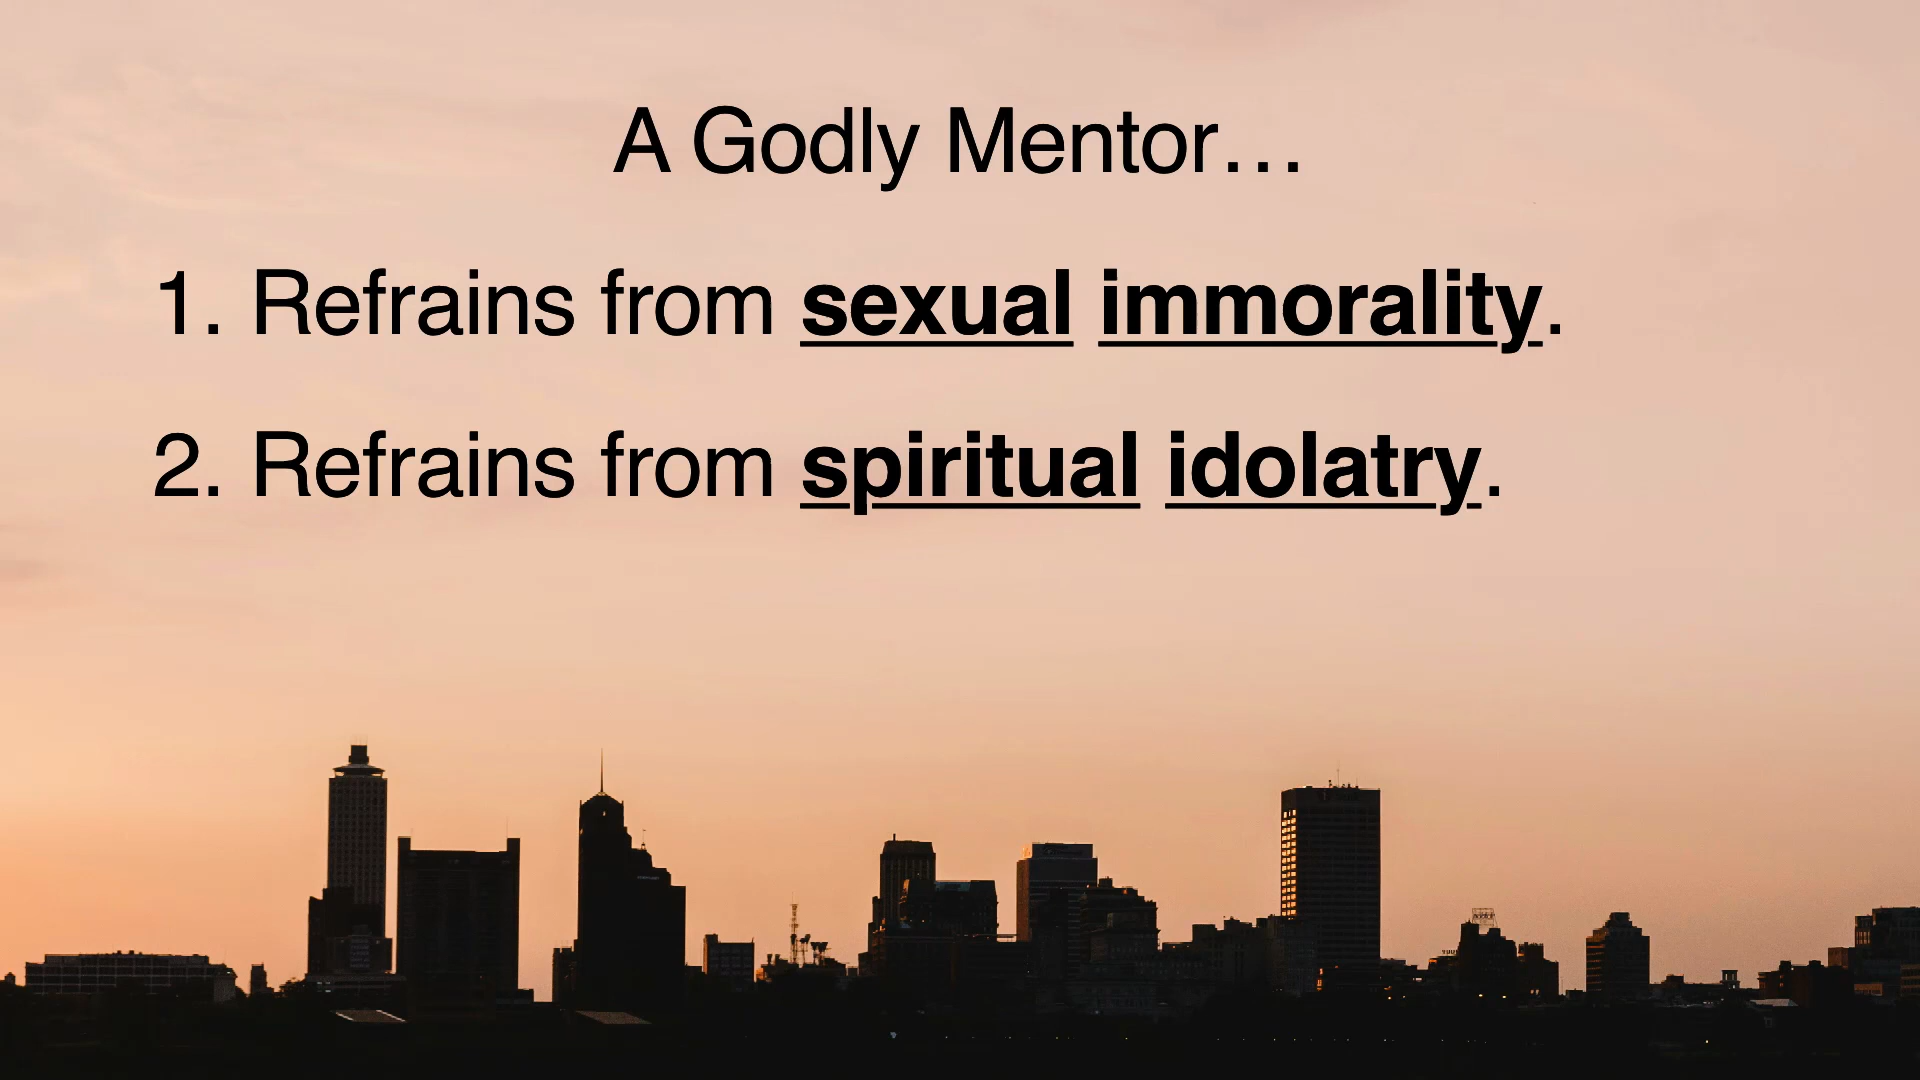 A Godly Mentor…
1. Refrains from sexual immorality.
2. Refrains from spiritual idolatry.